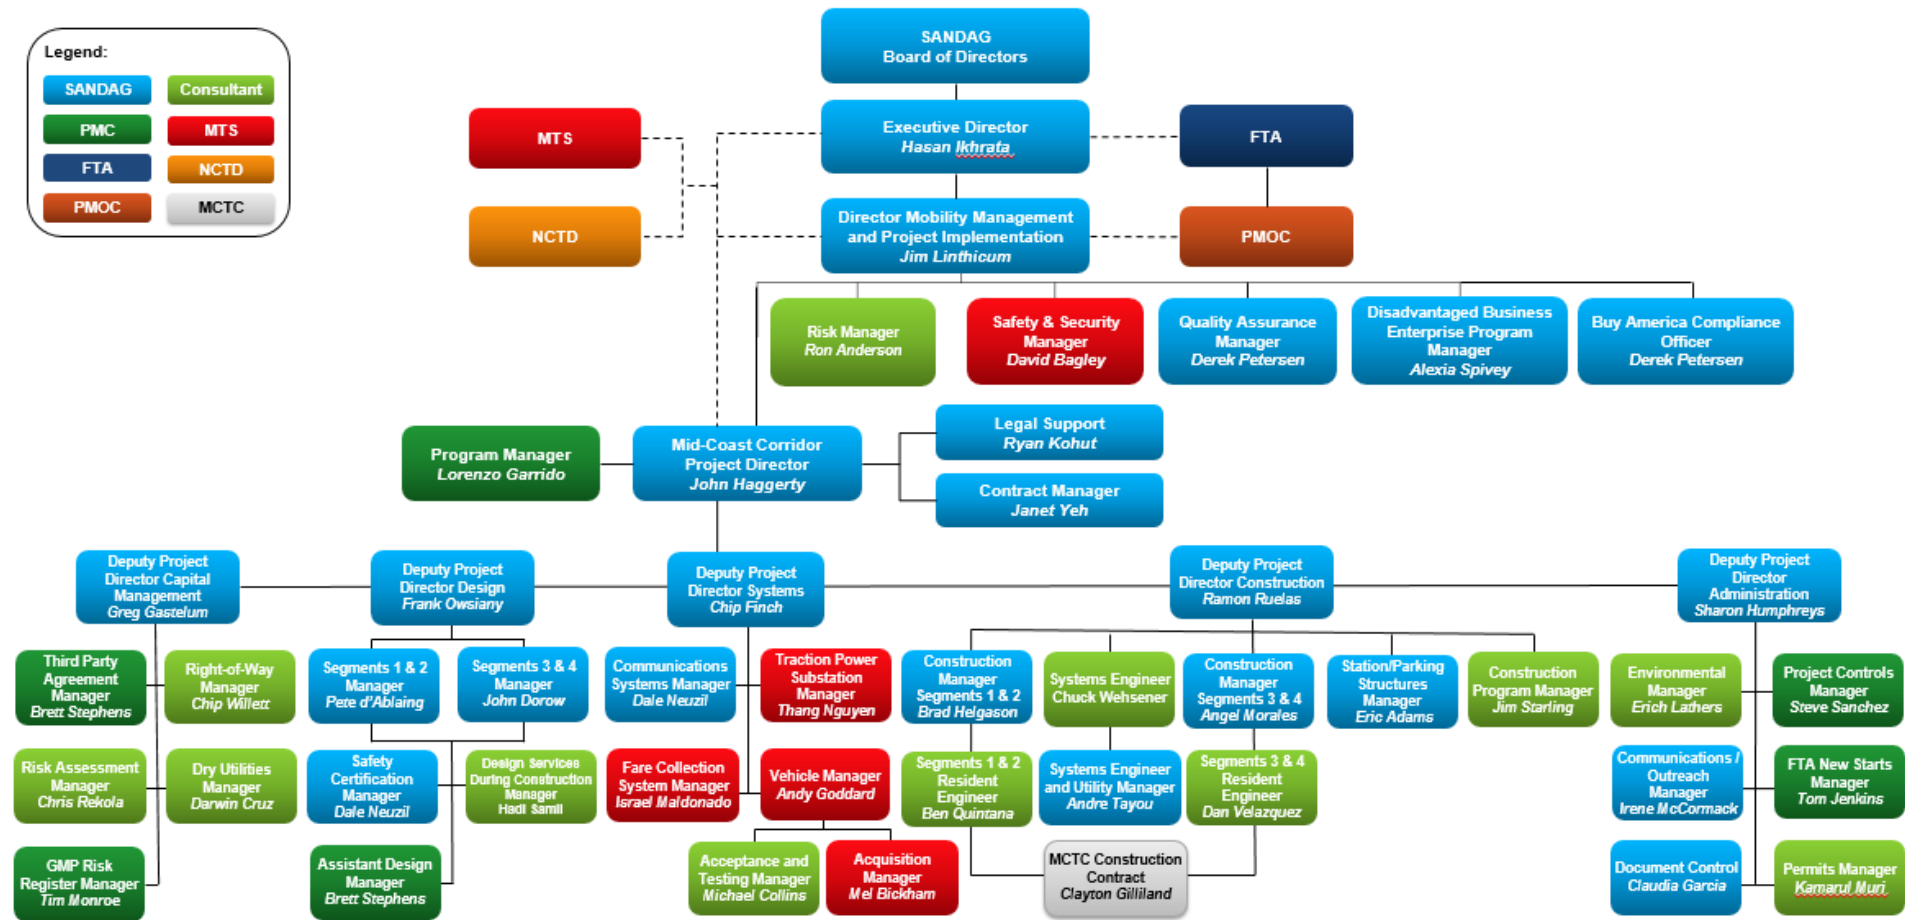 Legend:
SANDAG
Consultant
PMC
MTS
FTA
NCTD
PMOC
MCTC
SANDAG
Board of Directors
MTS
Executive Director
Hasan Ikhrata
FTA
NCTD
Director Mobility Management
and Project Implementation
Jim Linthicum
PMOC
Risk Manager
Ron Anderson
Safety & Security
Manager
David Bagley
Quality Assurance
Manager
Derek Petersen
Disadvantaged Business
Enterprise Program
Manager
Alexia Spivey
Buy America Compliance
Officer
Derek Petersen
Program Manager
Lorenzo Garrido
Mid-Coast Corridor
Project Director
John Haggerty
Legal Support
Ryan Kohut
Contract Manager
Janet Yeh
Deputy Project
Director Capital
Management
Greg Gastelum
Deputy Project
Director Design
Frank Owsiany
Deputy Project
Director Systems
Chip Finch
Deputy Project
Director Construction
Ramon Ruelas
Deputy Project
Director
Administration
Sharon Humphreys
Third Party
Agreement
Manager
Brett Stephens
Right-of-Way
Manager
Chip Willett
Segments 1 & 2
Manager
Pete d'Ablaing
Segments 3 & 4
Manager
John Dorow
Communications
Systems Manager
Dale Neuzil
Traction Power
Substation
Manager
Thang Nguyen
Construction
Manager
Segments 1 & 2
Brad Helgason
Systems Engineer
Chuck Wehsener
Construction
Manager
Segments 3 & 4
Angel Morales
Station/Parking
Structures
Manager
Eric Adams
Construction
Program Manager
Jim Starling
Environmental
Manager
Erich Lathers
Project Controls
Manager
Steve Sanchez
Risk Assessment
Manager
Chris Rekola
Dry Utilities
Manager
Darwin Cruz
Safety
Certification
Manager
Dale Neuzil
Design Services
During Construction
Manager
Hadi Samii
Fare Collection
System Manager
Israel Maldonado
Vehicle Manager
Andy Goddard
Segments 1 & 2
Resident
Engineer
Ben Quintana
Systems Engineer
and Utility Manager
Andre Tayou
Segments 3 & 4
Resident
Engineer
Dan Velazquez
Communications /
Outreach
Manager
Irene McCormack
FTA New Starts
Manager
Tom Jenkins
GMP Risk
Register Manager
Tim Monroe
Assistant Design
Manager
Brett Stephens
Acceptance and
Testing Manager
Michael Collins
Acquisition
Manager
Mel Bickham
MCTC Construction
Contract
Clayton Gilliland
Document Control
Claudia Garcia
Permits Manager
Kamarul Muri